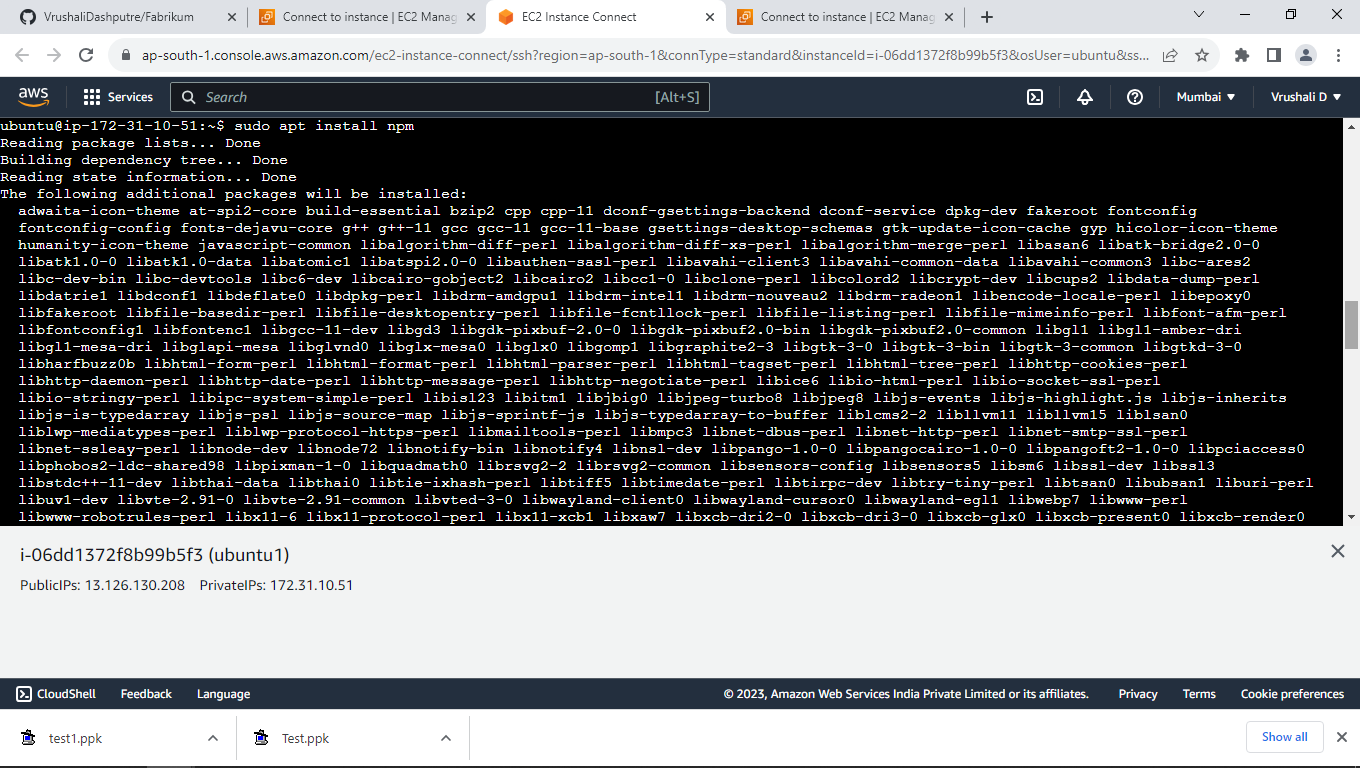 VrushaliDashputre/Fabrikum
Connect to instance | EC2 Manag
EC2 Instance Connect
Connect to instance | EC2 Manag
ap-south-1.console.aws.amazon.com/ec2-instance-connect/ssh?region=ap-south-1&connType=standard&instanceId=i-06dd1372f8b99b5f3&osUser=ubuntu&ss...
aws
Services
Search
[Alt+S]
Mumbai
Vrushali D
ubuntu@ip-172-31-10-51:~$ sudo apt install npm
Reading package lists... Done
Building dependency tree... Done
Reading state information... Done
The following additional packages will be installed:
adwaita-icon-theme at-spi2-core build-essential bzip2 cpp cpp-11 dconf-gsettings-backend dconf-service dpkg-dev fakeroot fontconfig
fontconfig-config fonts-dejavu-core g++ g++-11 gcc gcc-11 gcc-11-base gsettings-desktop-schemas gtk-update-icon-cache gyp hicolor-icon-theme
humanity-icon-theme javascript-common libalgorithm-diff-perl libalgorithm-diff-xs-perl libalgorithm-merge-perl libasan6 libatk-bridge2.0-0
libatk1.0-0 libatk1.0-data libatomic1 libatspi2.0-0 libauthen-sasl-perl libavahi-client3 libavahi-common-data libavahi-common3 libc-ares2
libc-dev-bin libc-devtools libc6-dev libcairo-gobject2 libcairo2 libcc1-0 libclone-perl libcolord2 libcrypt-dev libcups2 libdata-dump-perl
libdatrie1 libdconf1 libdeflate0 libdpkg-perl libdrm-amdgpu1 libdrm-intel1 libdrm-nouveau2 libdrm-radeon1 libencode-locale-perl libepoxy0
libfakeroot libfile-basedir-perl libfile-desktopentry-perl libfile-fcntllock-perl libfile-listing-perl libfile-mimeinfo-perl libfont-afm-perl
libfontconfig1 libfontenc1 libgcc-11-dev libgd3 libgdk-pixbuf-2.0-0 libgdk-pixbuf2.0-bin libgdk-pixbuf2.0-common libgl1 libgl1-amber-dri
libgl1-mesa-dri libglapi-mesa libglvnd0 libglx-mesa0 libglx0 libgomp1 libgraphite2-3 libgtk-3-0 libgtk-3-bin libgtk-3-common libgtkd-3-0
libharfbuzz0b libhtml-form-perl libhtml-format-perl libhtml-parser-perl libhtml-tagset-perl libhtml-tree-perl libhttp-cookies-perl
libhttp-daemon-perl libhttp-date-perl libhttp-message-perl libhttp-negotiate-perl libice6 libio-html-perl libio-socket-ssl-perl
libio-stringy-perl libipc-system-simple-perl libisl23 libitm1 libjbig0 libjpeg-turbo8 libjpeg8 libjs-events libjs-highlight.js libjs-inherits
libjs-is-typedarray libjs-psl libjs-source-map libjs-sprintf-js libjs-typedarray-to-buffer liblcms2-2 libllvm11 libllvm15 liblsan0
liblwp-mediatypes-perl liblwp-protocol-https-perl libmailtools-perl libmpc3 libnet-dbus-perl libnet-http-perl libnet-smtp-ssl-perl
libnet-ssleay-perl libnode-dev libnode72 libnotify-bin libnotify4 libnsl-dev libpango-1.0-0 libpangocairo-1.0-0 libpangoft2-1.0-0 libpciaccess0
libphobos2-ldc-shared98 libpixman-1-0 libquadmath0 librsvg2-2 librsvg2-common libsensors-config libsensors5 libsm6 libssl-dev libssl3
libstdc++-11-dev libthai-data libthai0 libtie-ixhash-perl libtiff5 libtimedate-perl libtirpc-dev libtry-tiny-perl libtsan0 libubsan1 liburi-perl
libuv1-dev libvte-2.91-0 libvte-2.91-common libvted-3-0 libwayland-client0 libwayland-cursor0 libwayland-egl1 libwebp7 libwww-perl
libwww-robotrules-perl libx11-6 libx11-protocol-perl libx11-xcb1 libxaw7 libxcb-dri2-0 libxcb-dri3-0 libxcb-glx0 libxcb-present0 libxcb-render0
i-06dd1372f8b99b5f3 (ubuntu1)
PublicIPs: 13.126.130.208 PrivateIPs: 172.31.10.51
CloudShell
Feedback
Language
© 2023, Amazon Web Services India Private Limited or its affiliates.
Privacy
Terms
Cookie preferences
test1.ppk
Test.ppk
Show all